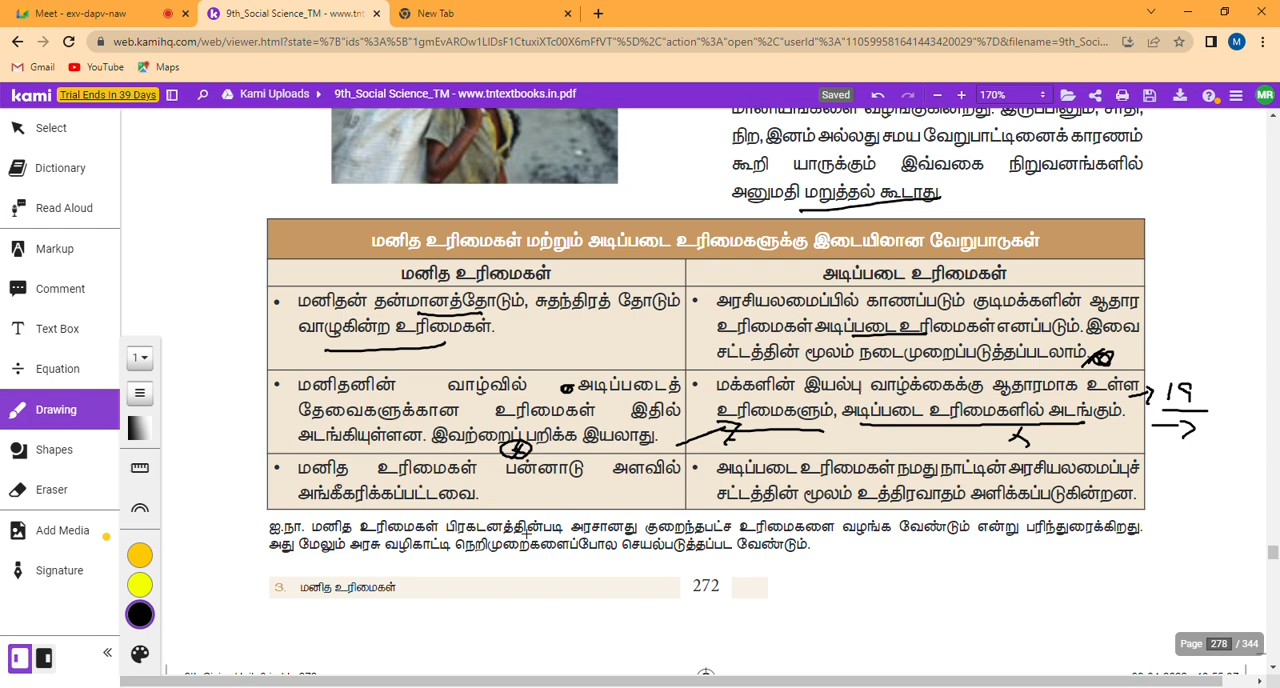 Meet - exv-dapv-naw
9th_Social Science_TM - www.tnt
New Tab
web.kamihq.com/web/viewer.html?state=%7B"ids"%3A%5B"1gmEvAROw1LIDsF1CtuxiXTc00X6mFfVT"%5D%2C"action"%3A"open"%2C"userId"%3A"110599581641443420029"%7D&filename=9th_Soci...
Gmail
YouTube
Maps
kami
Trial Ends In 39 Days
Kami Uploads
9th_Social Science_TM - www.tntextbooks.in.pdf
Saved
170%
MR
M
Select
Dictionary
Read Aloud
Markup
Comment
Text Box
Equation
Drawing
Shapes
Eraser
Add Media
Signature
1
மானியங்களை வழங்குகிறது. இருப்பினும், சாதி,
நிற, இனம் அல்லது சமய வேறுபாட்டினைக் காரணம்
கூறி யாருக்கும் இவ்வகை நிறுவனங்களில்
அனுமதி மறுத்தல் கூடாது.
மனித உரிமைகள் மற்றும் அடிப்படை உரிமைகளுக்கு இடையிலான வேறுபாடுகள்
மனித உரிமைகள்
அடிப்படை உரிமைகள்
• மனிதன் தன்மானத்தோடும், சுதந்திரத் தோடும்
வாழுகின்ற உரிமைகள்.
• அரசியலமைப்பில் காணப்படும் குடிமக்களின் ஆதார
உரிமைகள் அடிப்படை உரிமைகள் எனப்படும். இவை
சட்டத்தின் மூலம் நடைமுறைப்படுத்தப்படலாம்.
• மனிதனின் வாழ்வில் அடிப்படைத்
தேவைகளுக்கான உரிமைகள் இதில்
அடங்கியுள்ளன. இவற்றைப் பறிக்க இயலாது.
• மக்களின் இயல்பு வாழ்க்கைக்கு ஆதாரமாக உள்ள
உரிமைகளும், அடிப்படை உரிமைகளில் அடங்கும்.
19
• மனித உரிமைகள் பன்னாடு அளவில்
அங்கீகரிக்கப்பட்டவை.
• அடிப்படை உரிமைகள் நமது நாட்டின் அரசியலமைப்புச்
சட்டத்தின் மூலம் உத்திரவாதம் அளிக்கப்படுகின்றன.
ஐ.நா. மனித உரிமைகள் பிரகடனத்தின்படி அரசானது குறைந்தபட்ச உரிமைகளை வழங்க வேண்டும் என்று பரிந்துரைக்கிறது.
அது மேலும் அரசு வழிகாட்டி நெறிமுறைகளைப்போல செயல்படுத்தப்பட வேண்டும்.
3. மனித உரிமைகள்
272
Page 278 / 344